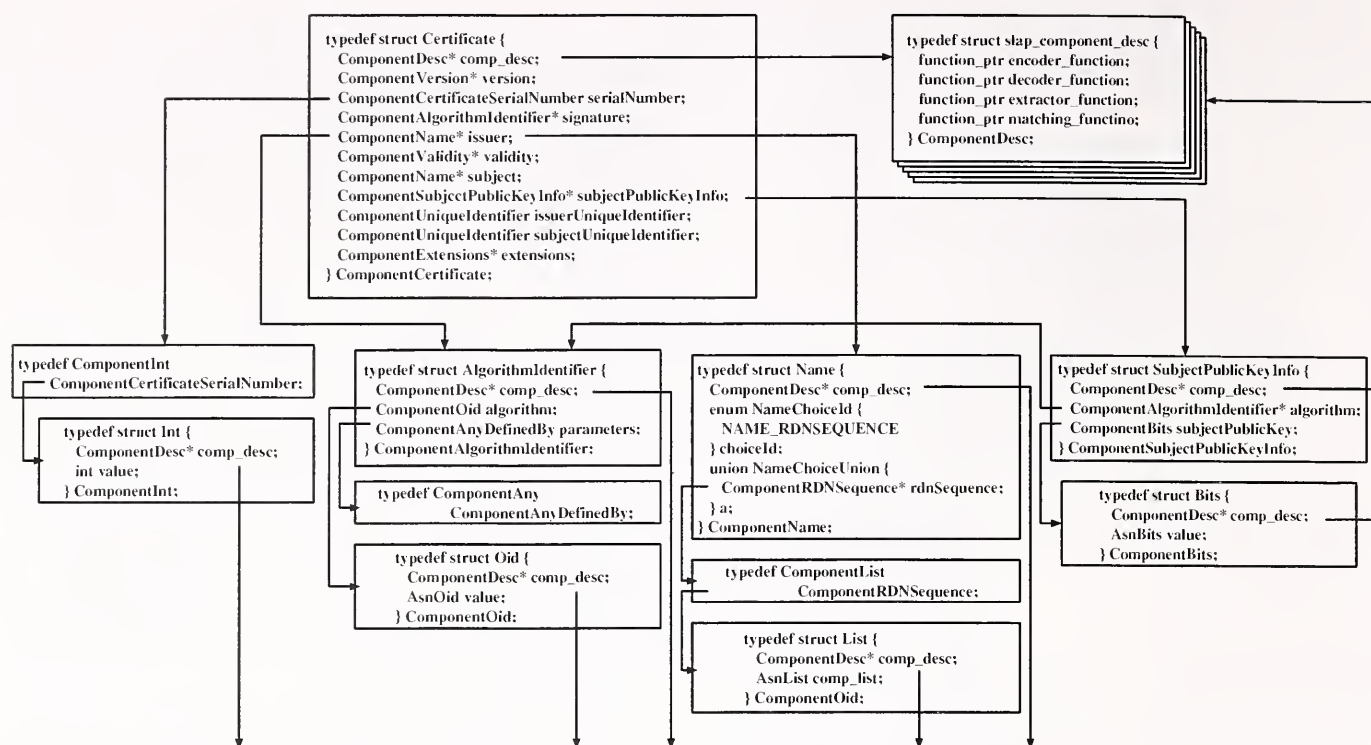 typedef struct Certificate {
ComponentDesc* comp_desc;
ComponentVersion* version;
ComponentCertificateSerialNumber serialNumber;
ComponentAlgorithmIdentifier* signature;
ComponentName* issuer;
ComponentValidity* validity;
ComponentName* subject;
ComponentSubjectPublicKeyInfo* subjectPublicKeyInfo;
ComponentUniqueIdentifier issuerUniqueIdentifier;
ComponentUniqueIdentifier subjectUniqueIdentifier;
ComponentExtensions* extensions;
} ComponentCertificate;
typedef struct slap_component_desc {
function_ptr encoder_function;
function_ptr decoder_function;
function_ptr extractor_function;
function_ptr matching_functino;
} ComponentDesc;
typedef ComponentInt
ComponentCertificateSerialNumber;
typedef struct Int {
ComponentDesc* comp_desc;
int value;
} ComponentInt;
typedef struct AlgorithmIdentifier {
ComponentDesc* comp_desc;
ComponentOid algorithm;
ComponentAnyDefinedBy parameters;
} ComponentAlgorithmIdentifier;
typedef ComponentAny
ComponentAnyDefinedBy;
typedef struct Oid {
ComponentDesc* comp_desc;
AsnOid value;
} ComponentOid;
typedef struct Name {
ComponentDesc* comp_desc;
enum NameChoiceId {
NAME_RDNSEQUENCE
} choiceId;
union NameChoiceUnion {
ComponentRDNSequence* rdnSequence;
} a;
} ComponentName;
typedef ComponentList
ComponentRDNSequence;
typedef struct List {
ComponentDesc* comp_desc;
AsnList comp_list;
} ComponentOid;
typedef struct SubjectPublicKeyInfo {
ComponentDesc* comp_desc;
ComponentAlgorithmIdentifier* algorithm;
ComponentBits subjectPublicKey;
} ComponentSubjectPublicKeyInfo;
typedef struct Bits {
ComponentDesc* comp_desc;
AsnBits value;
} ComponentBits;